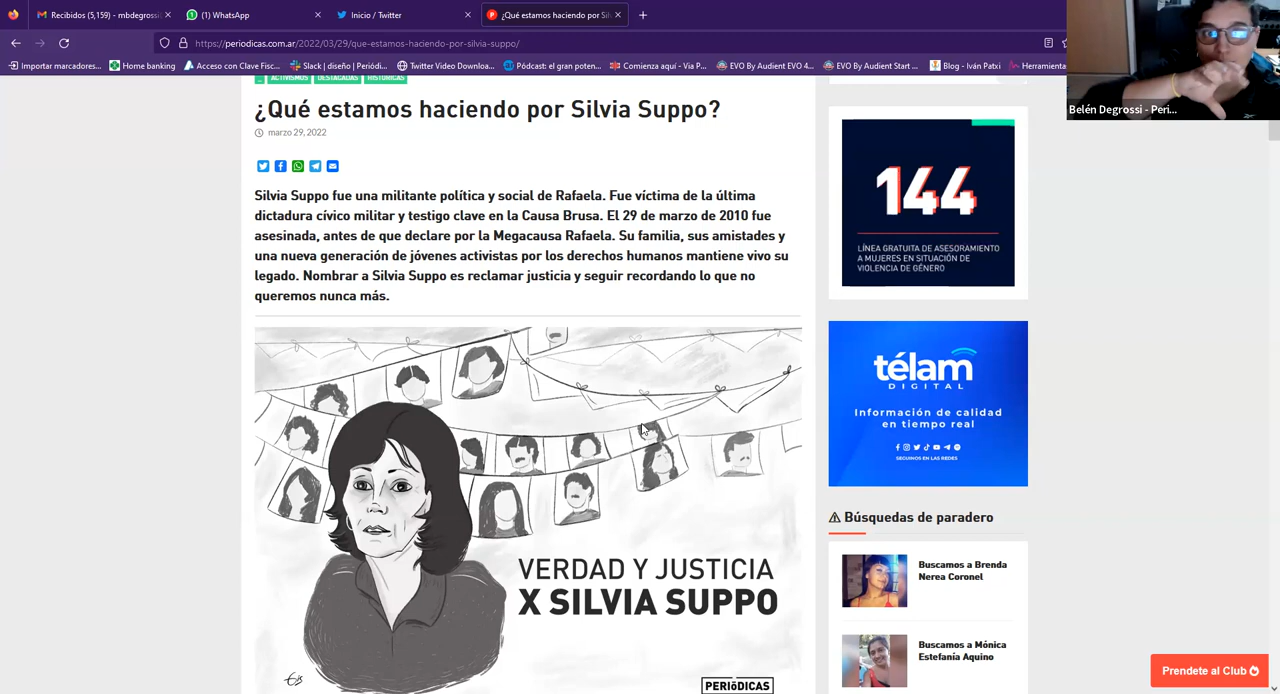 Recibidos (5,159) - mbdegrossi
(1) WhatsApp
Inicio / Twitter
¿Qué estamos haciendo por Sil
https://periodicas.com.ar/2022/03/29/que-estamos-haciendo-por-silvia-suppo/
Importar marcadores...
Home banking
Acceso con Clave Fisc...
Slack | diseño | Periódi...
Twitter Video Downloa...
Pódcast: el gran poten...
Comienza aquí - Via P...
EVO By Audient EVO 4...
EVO By Audient Start ...
Blog - Iván Patxi
Herramienta
Belén Degrossi - Peri...
ACTIVISMOS
DESTACADAS
HISTÓRICAS
¿Qué estamos haciendo por Silvia Suppo?
marzo 29, 2022
Silvia Suppo fue una militante política y social de Rafaela. Fue víctima de la última
dictadura cívico militar y testigo clave en la Causa Brusa. El 29 de marzo de 2010 fue
asesinada, antes de que declare por la Megacausa Rafaela. Su familia, sus amistades y
una nueva generación de jóvenes activistas por los derechos humanos mantiene vivo su
legado. Nombrar a Silvia Suppo es reclamar justicia y seguir recordando lo que no
queremos nunca más.
VERDAD Y JUSTICIA
X SILVIA SUPPO
PERIóDICAS
144
LÍNEA GRATUITA DE ASESORAMIENTO
A MUJERES EN SITUACIÓN DE
VIOLENCIA DE GÉNERO
télam
DIGITAL
Información de calidad
en tiempo real
SEGUINOS EN LAS REDES
Búsquedas de paradero
Buscamos a Brenda
Nerea Coronel
Buscamos a Mónica
Estefanía Aquino
Prendete al Club